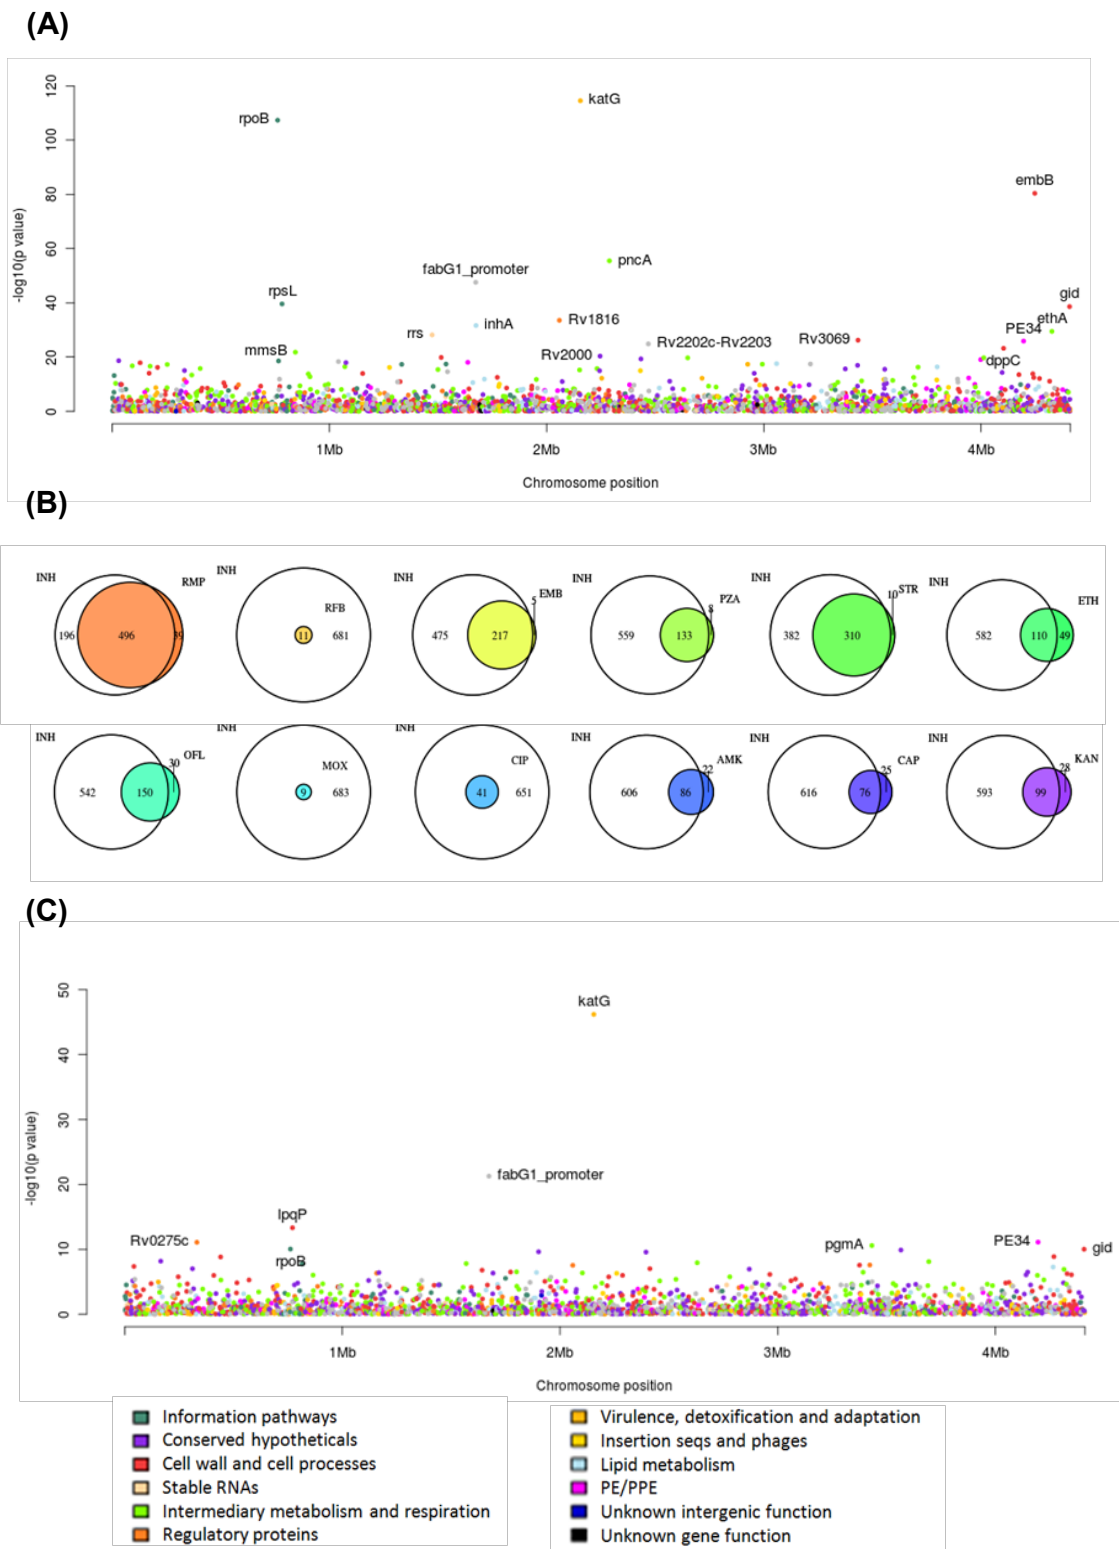 (A)
120
100
80
60
40
20
0
-log10(p value)
katG
rpoB
embB
pncA
fabG1_promoter
rpsL
gid
inhA
Rv1816
ethA
rrs
PE34
Rv3069
Rv2202c-Rv2203
mmsB
Rv2000
dppC
1Mb
2Mb
3Mb
4Mb
Chromosome position
(B)
INH
RMP
196
496
INH
RFB
11
681
INH
EMB
5
475
217
INH
PZA
8
559
133
INH
STR
10
382
310
INH
ETH
582
110
49
INH
OFL
30
542
150
INH
MOX
9
683
INH
CIP
41
651
INH
AMK
22
606
86
INH
CAP
25
616
76
INH
KAN
28
593
99
(C)
50
40
30
20
10
0
-log10(p value)
katG
fabG1_promoter
lpqP
Rv0275c
rpoB
pgmA
PE34
gid
1Mb
2Mb
3Mb
4Mb
Chromosome position
Information pathways
Conserved hypotheticals
Cell wall and cell processes
Stable RNAs
Intermediary metabolism and respiration
Regulatory proteins
Virulence, detoxification and adaptation
Insertion seqs and phages
Lipid metabolism
PE/PPE
Unknown intergenic function
Unknown gene function